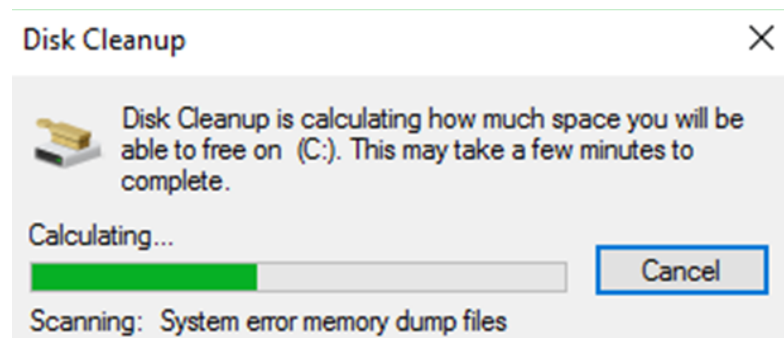 Disk Cleanup
Disk Cleanup is calculating how much space you will be
able to free on  (C:). This may take a few minutes to
complete.
Calculating...
Cancel
Scanning:   System error memory dump files